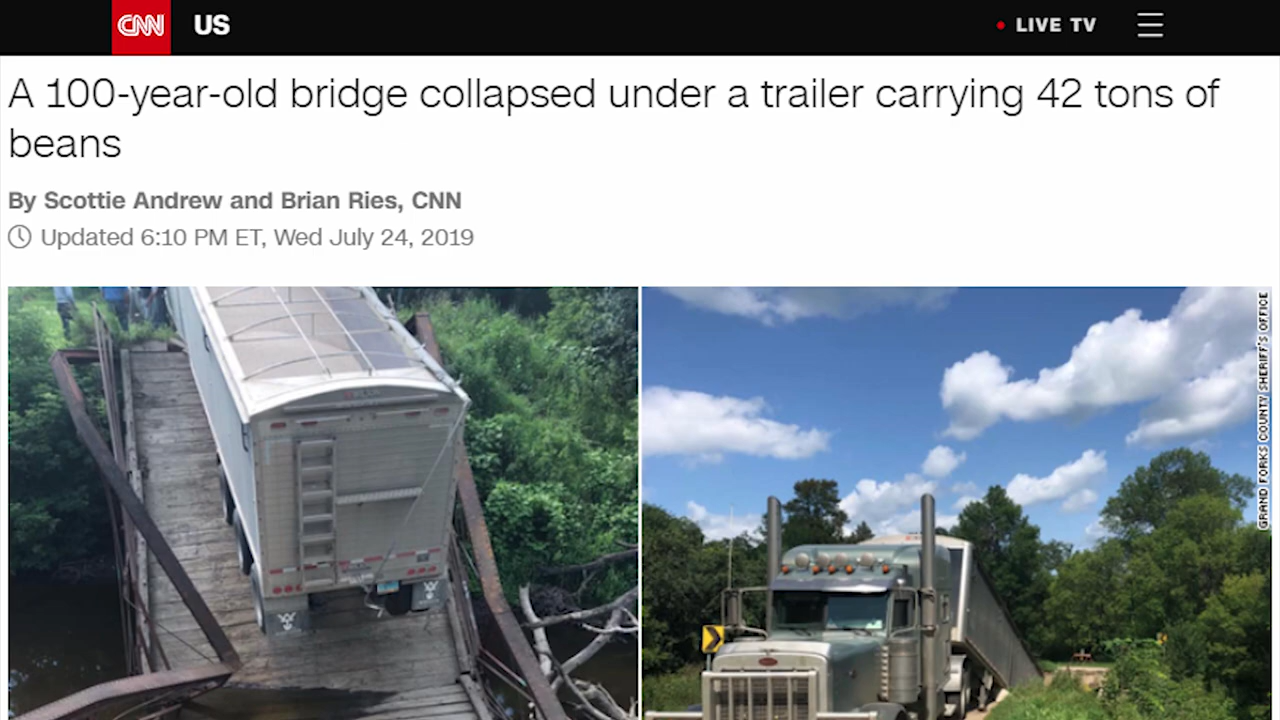 CNN US
LIVE TV
A 100-year-old bridge collapsed under a trailer carrying 42 tons of
beans
By Scottie Andrew and Brian Ries, CNN
Updated 6:10 PM ET, Wed July 24, 2019
GRAND FORKS COUNTY SHERIFF'S OFFICE